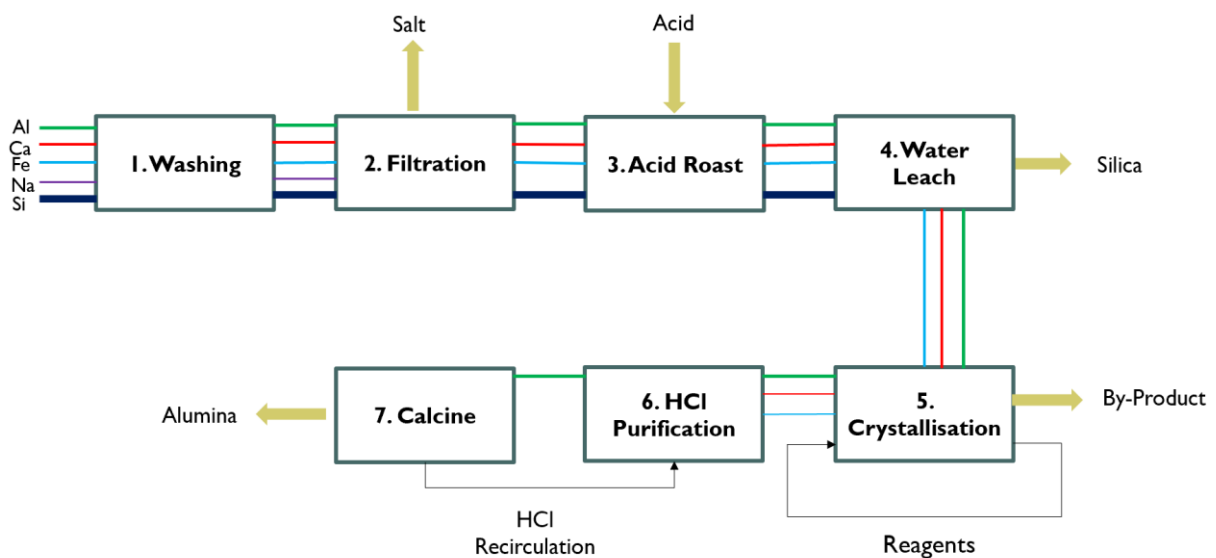 Salt
Acid
Al
Ca
Fe
Na
Si
1. Washing
2. Filtration
3. Acid Roast
4. Water
Leach
Silica
Alumina
7. Calcine
6. HCl
Purification
5.
Crystallisation
By-Product
HCl
Recirculation
Reagents